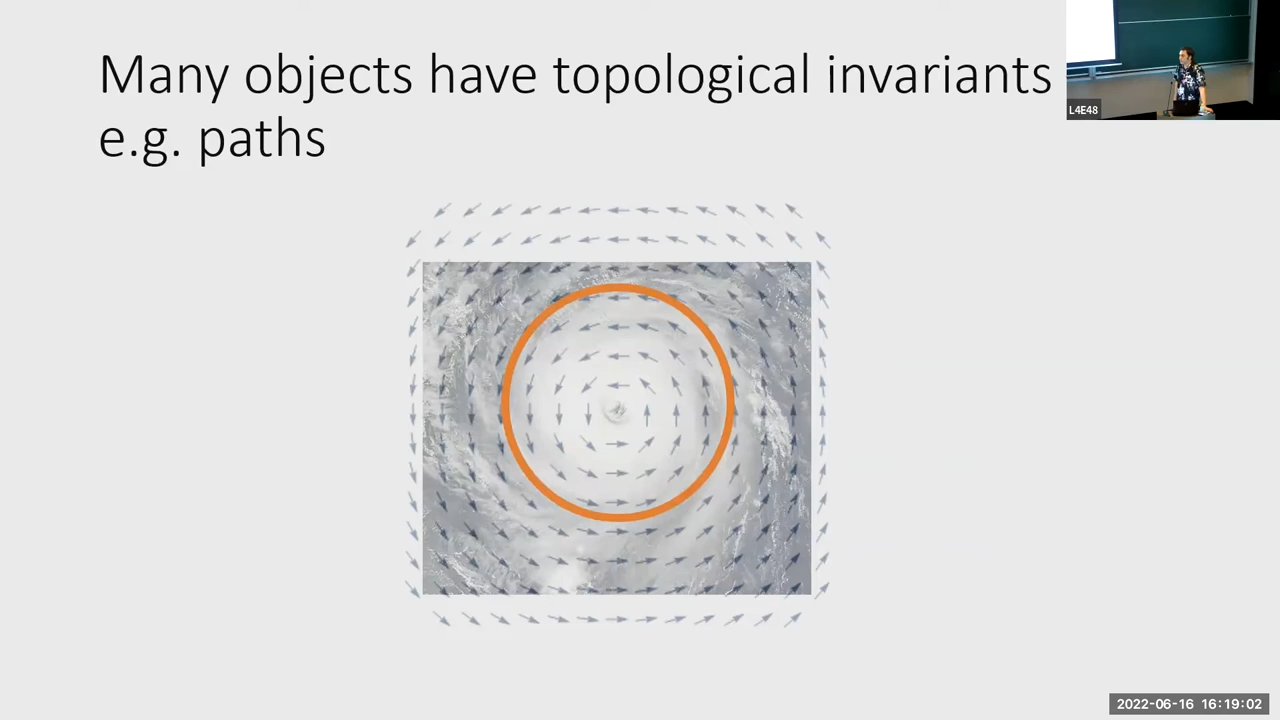 Many objects have topological invariants
e.g. paths
L4E48
2022-06-16 16:19:02